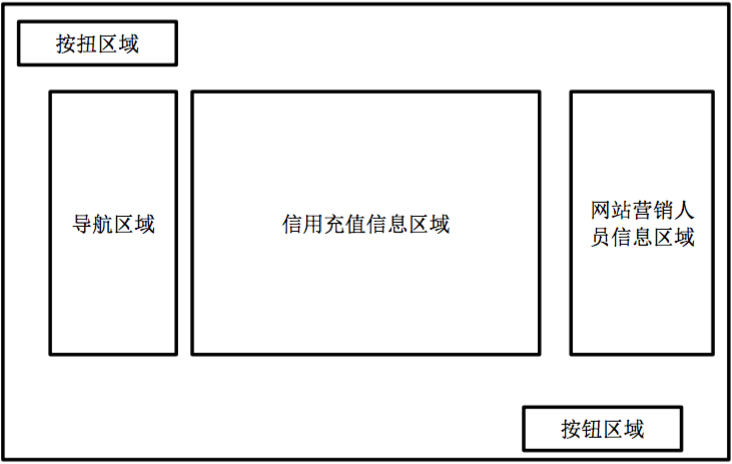 按扭区域
导航区域
信用充值信息区域
网站营销人
员信息区域
按钮区域